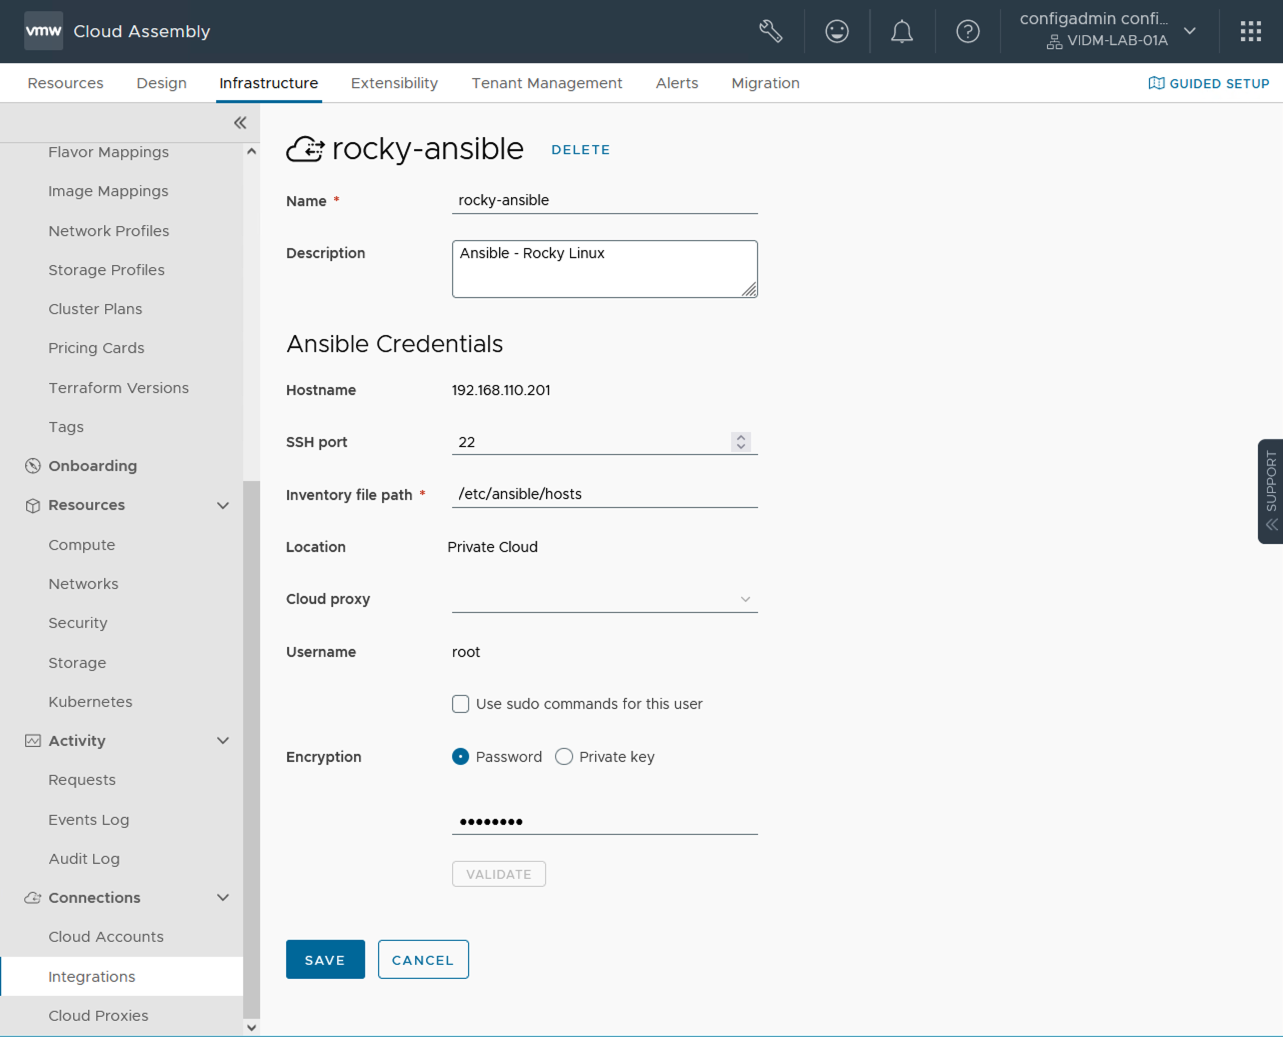 vmw Cloud Assembly
configadmin confi...
VIDM-LAB-01A
Resources Design Infrastructure Extensibility Tenant Management Alerts Migration GUIDED SETUP
Flavor Mappings
Image Mappings
Network Profiles
Storage Profiles
Cluster Plans
Pricing Cards
Terraform Versions
Tags
Onboarding
Resources
Compute
Networks
Security
Storage
Kubernetes
Activity
Requests
Events Log
Audit Log
Connections
Cloud Accounts
Integrations
Cloud Proxies
rocky-ansible DELETE
Name * rocky-ansible
Description Ansible - Rocky Linux
Ansible Credentials
Hostname 192.168.110.201
SSH port 22
Inventory file path * /etc/ansible/hosts
Location Private Cloud
Cloud proxy
Username root
Use sudo commands for this user
Encryption Password Private key
••••••••
VALIDATE
SAVE CANCEL
SUPPORT